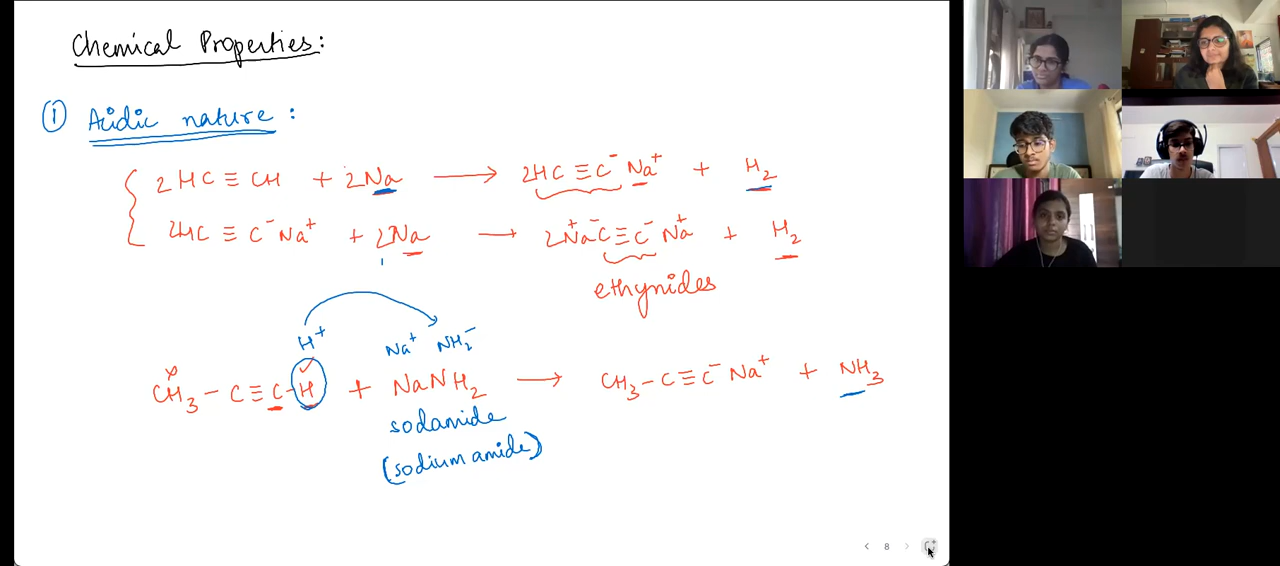 Chemical Properties:
① Acidic nature:
2HC ≡ CH + 2Na ⟶ 2HC ≡ C⁻ Na⁺ + H₂
2HC ≡ C⁻ Na⁺ + 2Na ⟶ 2Na⁺ C⁻ ≡ C⁻ Na⁺ + H₂
ethynides
H⁺ Na⁺ NH₂⁻
CH₃ – C ≡ C – H + NaNH₂ ⟶ CH₃ – C ≡ C⁻ Na⁺ + NH₃
sodamide
(sodium amide)
8